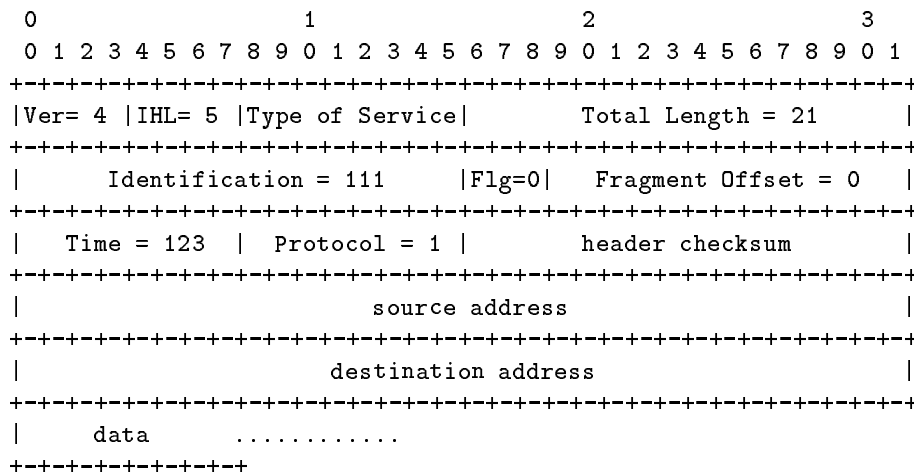 0                   1                   2                   3
 0 1 2 3 4 5 6 7 8 9 0 1 2 3 4 5 6 7 8 9 0 1 2 3 4 5 6 7 8 9 0 1
+-+-+-+-+-+-+-+-+-+-+-+-+-+-+-+-+-+-+-+-+-+-+-+-+-+-+-+-+-+-+-+-+
|Ver= 4 |IHL= 5 |Type of Service|        Total Length = 21      |
+-+-+-+-+-+-+-+-+-+-+-+-+-+-+-+-+-+-+-+-+-+-+-+-+-+-+-+-+-+-+-+-+
|      Identification = 111     |Flg=0|   Fragment Offset = 0   |
+-+-+-+-+-+-+-+-+-+-+-+-+-+-+-+-+-+-+-+-+-+-+-+-+-+-+-+-+-+-+-+-+
|   Time = 123  |  Protocol = 1 |        header checksum        |
+-+-+-+-+-+-+-+-+-+-+-+-+-+-+-+-+-+-+-+-+-+-+-+-+-+-+-+-+-+-+-+-+
|                         source address                        |
+-+-+-+-+-+-+-+-+-+-+-+-+-+-+-+-+-+-+-+-+-+-+-+-+-+-+-+-+-+-+-+-+
|                      destination address                      |
+-+-+-+-+-+-+-+-+-+-+-+-+-+-+-+-+-+-+-+-+-+-+-+-+-+-+-+-+-+-+-+-+
|     data      ............
+-+-+-+-+-+-+-+-+